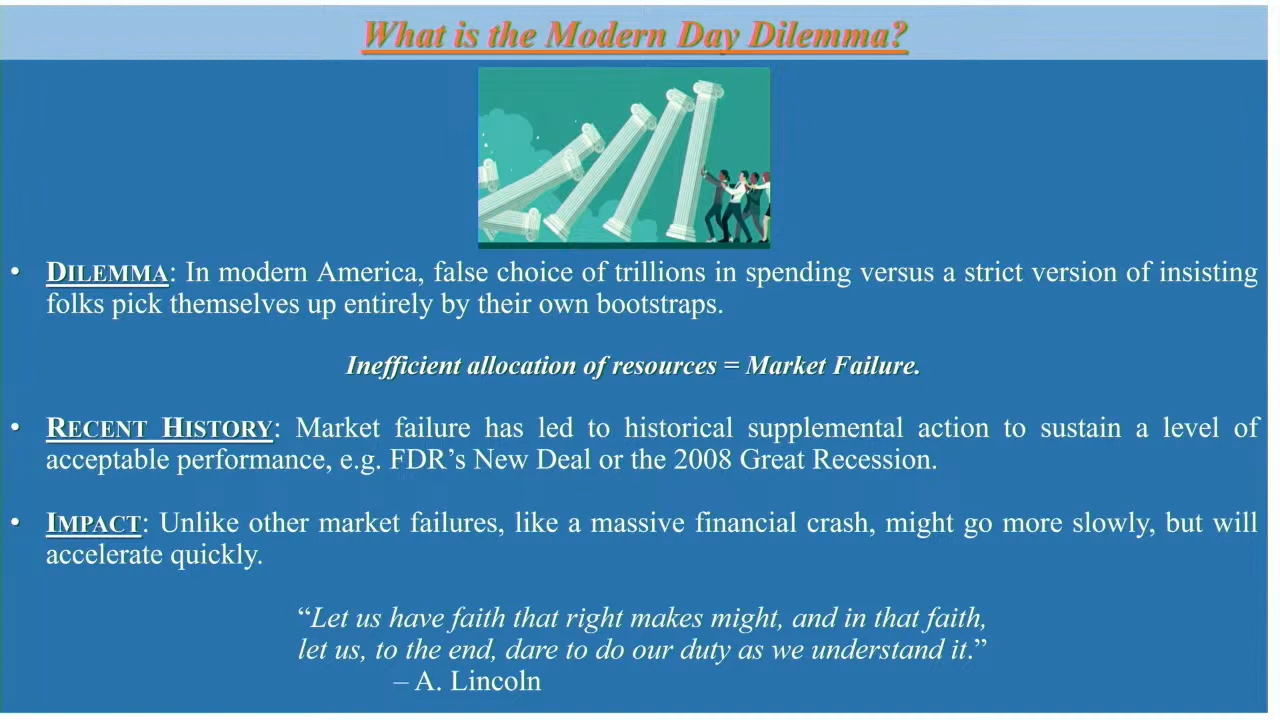 What is the Modern Day Dilemma?
• DILEMMA: In modern America, false choice of trillions in spending versus a strict version of insisting
folks pick themselves up entirely by their own bootstraps.
Inefficient allocation of resources = Market Failure.
• RECENT HISTORY: Market failure has led to historical supplemental action to sustain a level of
acceptable performance, e.g. FDR’s New Deal or the 2008 Great Recession.
• IMPACT: Unlike other market failures, like a massive financial crash, might go more slowly, but will
accelerate quickly.
“Let us have faith that right makes might, and in that faith,
let us, to the end, dare to do our duty as we understand it.”
– A. Lincoln